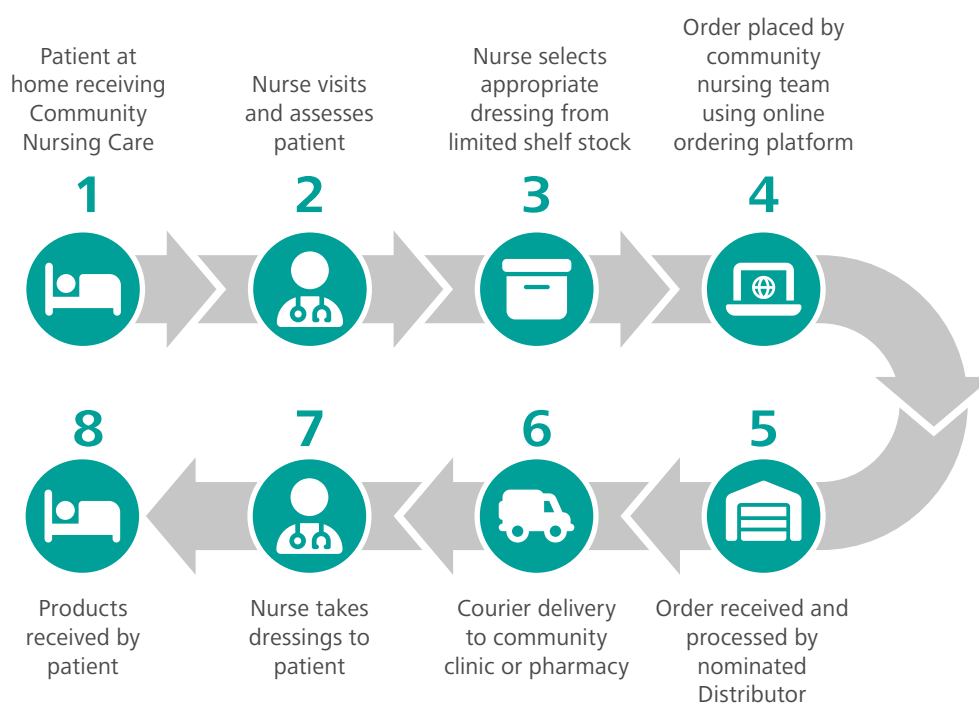 Patient at
home receiving
Community
Nursing Care
1
Nurse visits
and assesses
patient
2
Nurse selects
appropriate
dressing from
limited shelf stock
3
Order placed by
community
nursing team
using online
ordering platform
4
5
Order received and
processed by
nominated
Distributor
6
Courier delivery
to community
clinic or pharmacy
7
Nurse takes
dressings to
patient
8
Products
received by
patient